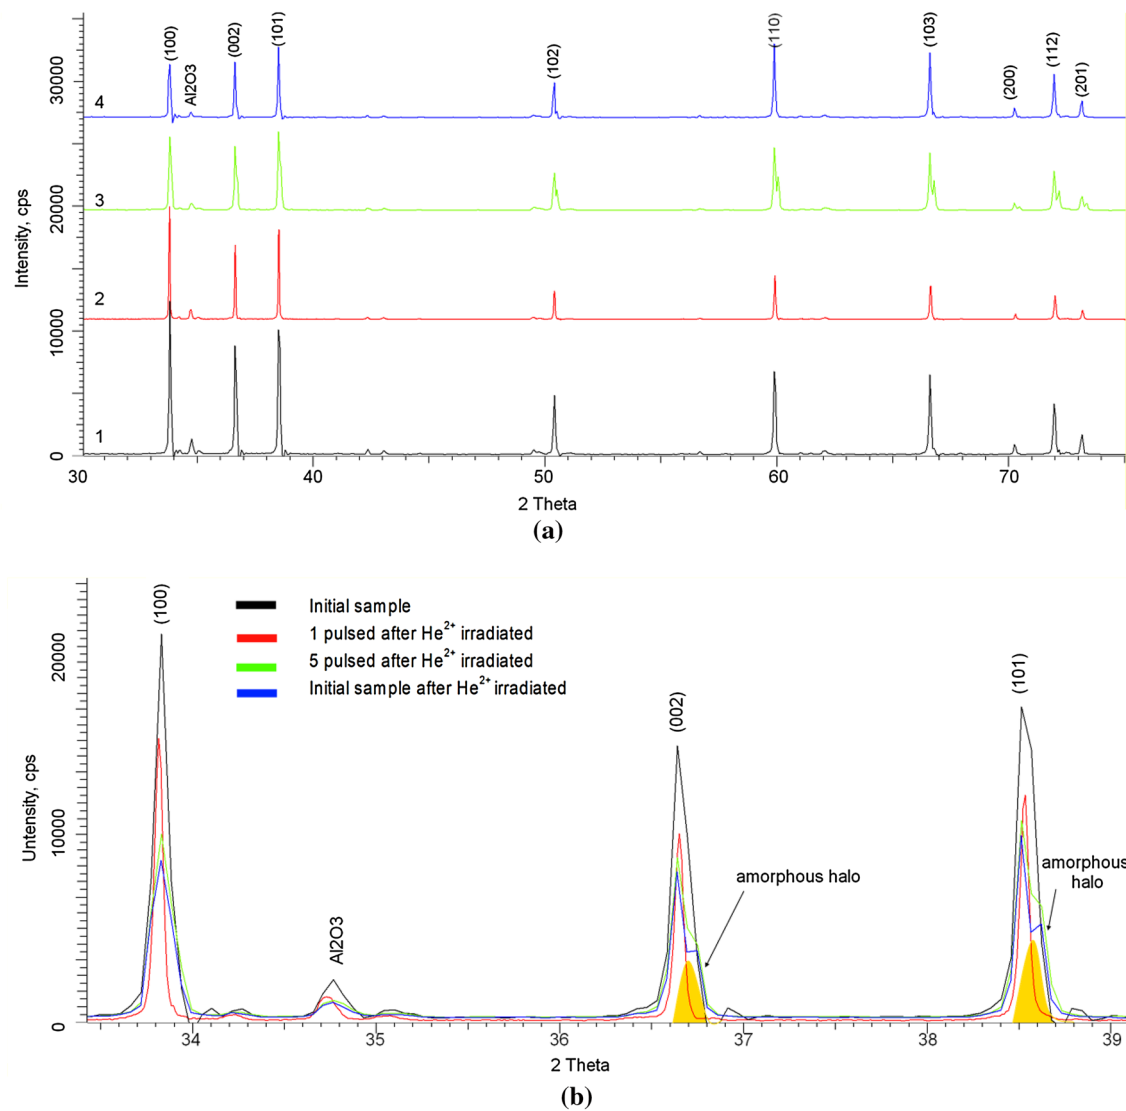 (100)
Al2O3
(002)
(101)
(102)
(110)
(103)
(200)
(112)
(201)
30000
20000
10000
0
Intensity, cps
4
3
2
1
30
40
50
60
70
2 Theta
(a)
(100)
Initial sample
1 pulsed after He2+ irradiated
5 pulsed after He2+ irradiated
Initial sample after He2+ irradiated
(002)
(101)
20000
10000
0
Untensity, cps
Al2O3
amorphous halo
amorphous
halo
34
35
36
37
38
39
2 Theta
(b)